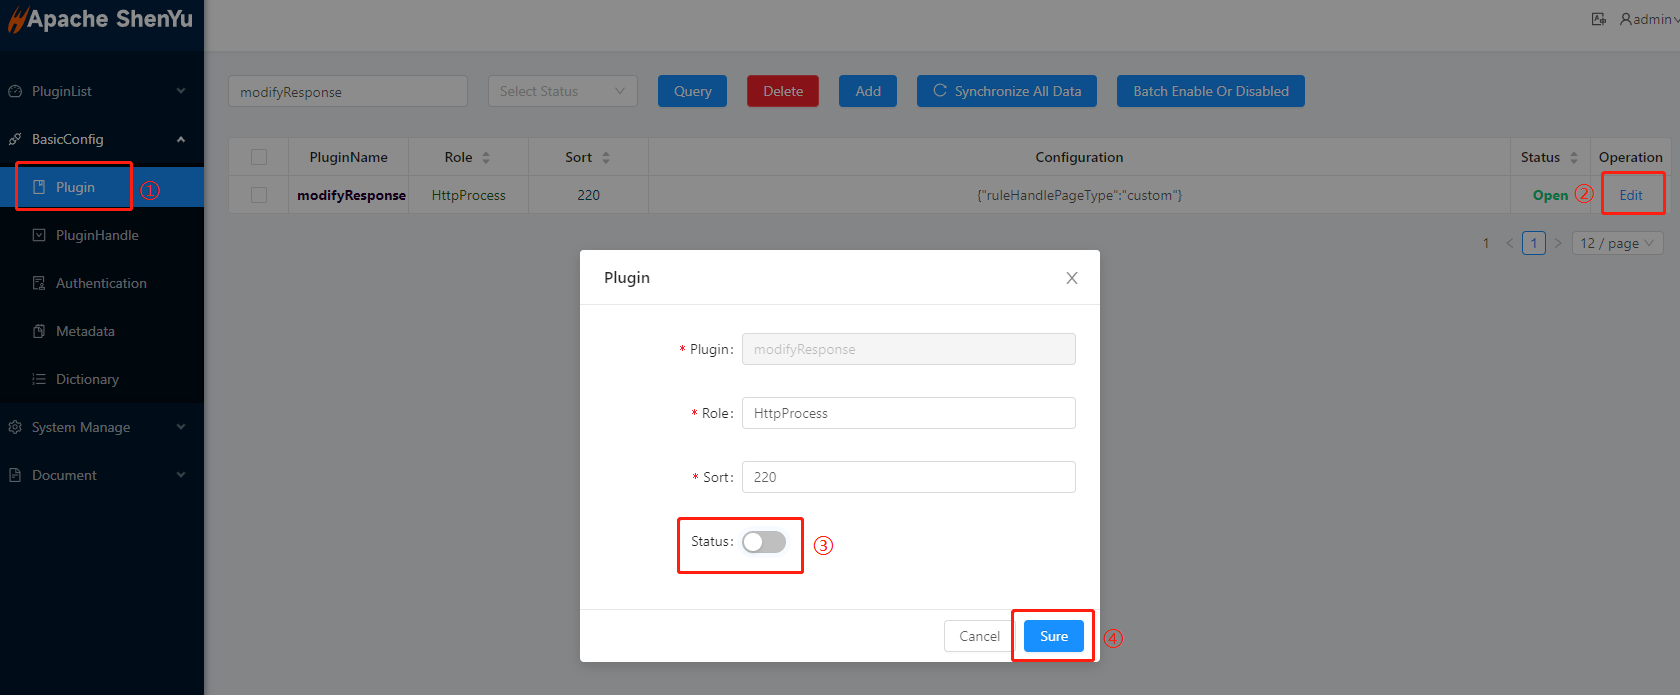 Apache ShenYu
admin
PluginList
BasicConfig
Plugin ①
PluginHandle
Authentication
Metadata
Dictionary
System Manage
Document
modifyResponse Select Status Query Delete Add Synchronize All Data Batch Enable Or Disabled
PluginName Role Sort Configuration Status Operation
modifyResponse HttpProcess 220 {"ruleHandlePageType":"custom"} Open ② Edit
1 < 1 > 12 / page
Plugin
* Plugin: modifyResponse
* Role: HttpProcess
* Sort: 220
Status: ③
Cancel Sure ④